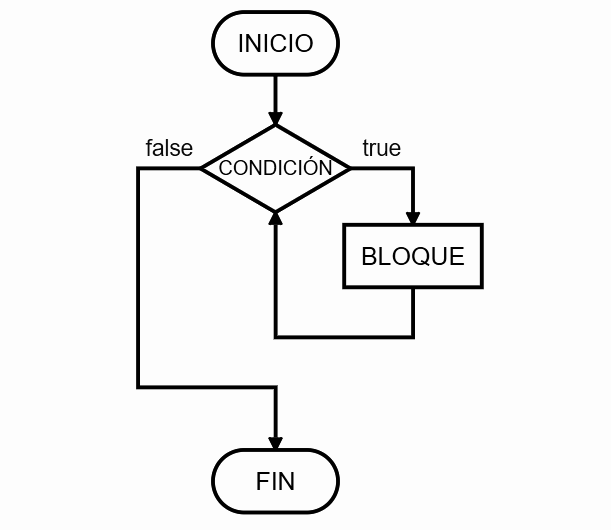 INICIO
false
true
CONDICIÓN
BLOQUE
FIN